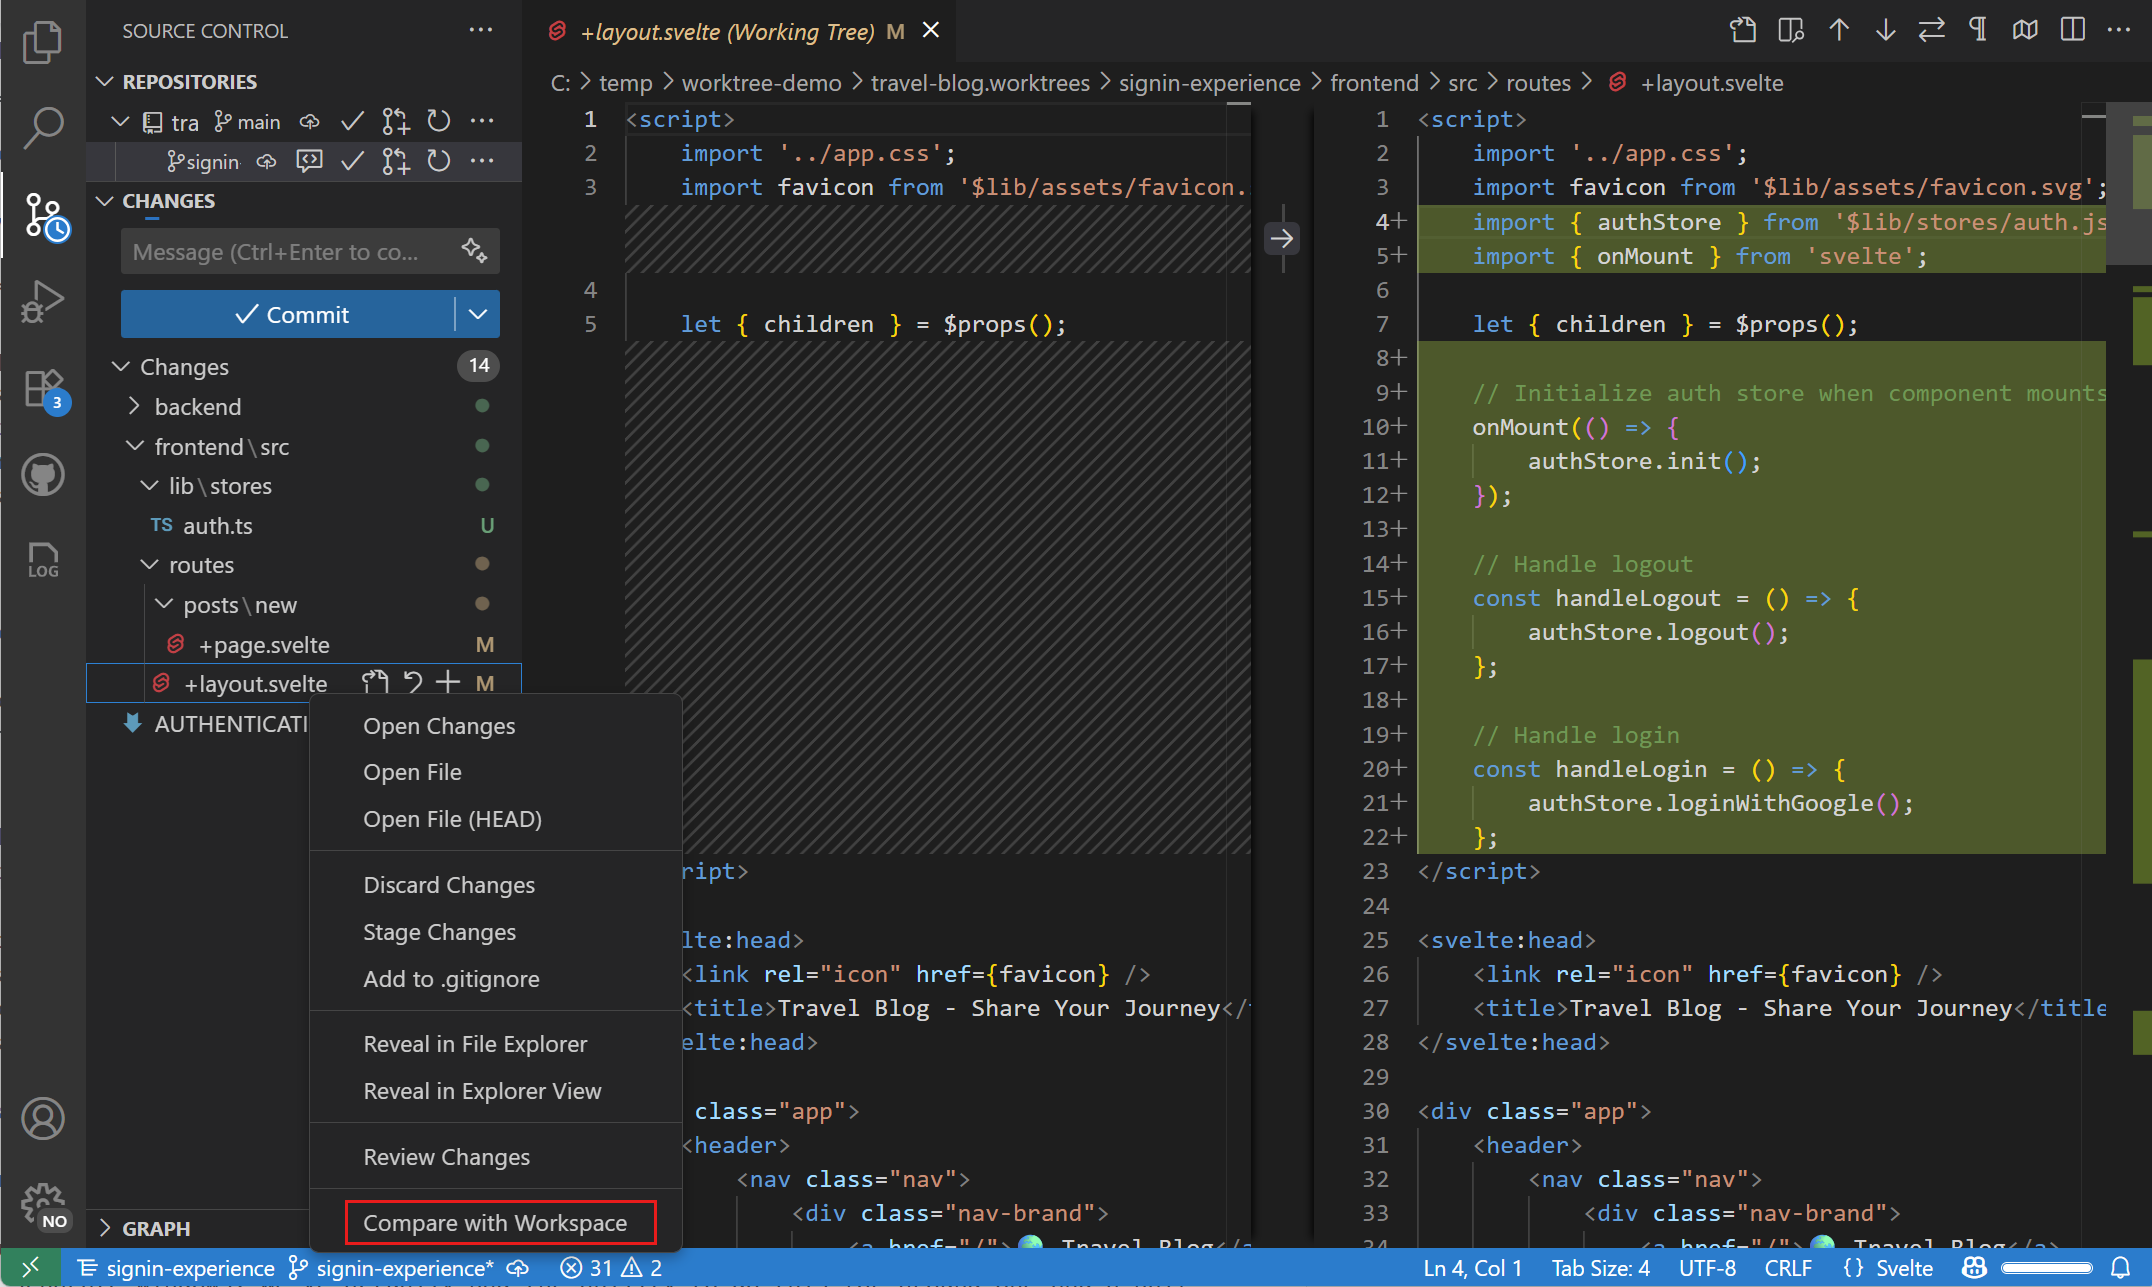 SOURCE CONTROL
REPOSITORIES
tra main
signin-
CHANGES
Message (Ctrl+Enter to co...
Commit
Changes 14
backend
frontend\src
lib\stores
TS auth.ts U
routes
posts\new
+page.svelte M
+layout.svelte M
AUTHENTICATI
GRAPH
3
LOG
NO
Open Changes
Open File
Open File (HEAD)
Discard Changes
Stage Changes
Add to .gitignore
Reveal in File Explorer
Reveal in Explorer View
Review Changes
Compare with Workspace
+layout.svelte (Working Tree) M
C: > temp > worktree-demo > travel-blog.worktrees > signin-experience > frontend > src > routes > +layout.svelte
1 <script>
2 import '../app.css';
3 import favicon from '$lib/assets/favicon.
4
5 let { children } = $props();
ript>
lte:head>
<link rel="icon" href={favicon} />
<title>Travel Blog - Share Your Journey</
elte:head>
class="app">
<header>
<nav class="nav">
<div class="nav-brand">
<a href="/">🌍 Travel Blog</a
1 <script>
2 import '../app.css';
3 import favicon from '$lib/assets/favicon.svg';
4+ import { authStore } from '$lib/stores/auth.js
5+ import { onMount } from 'svelte';
6
7 let { children } = $props();
8+
9+ // Initialize auth store when component mounts
10+ onMount(() => {
11+ authStore.init();
12+ });
13+
14+ // Handle logout
15+ const handleLogout = () => {
16+ authStore.logout();
17+ };
18+
19+ // Handle login
20+ const handleLogin = () => {
21+ authStore.loginWithGoogle();
22+ };
23 </script>
24
25 <svelte:head>
26 <link rel="icon" href={favicon} />
27 <title>Travel Blog - Share Your Journey</title
28 </svelte:head>
29
30 <div class="app">
31 <header>
32 <nav class="nav">
33 <div class="nav-brand">
34 <a href="/">🌍 Travel Blog</a>
signin-experience signin-experience* 31 2 Ln 4, Col 1 Tab Size: 4 UTF-8 CRLF {} Svelte